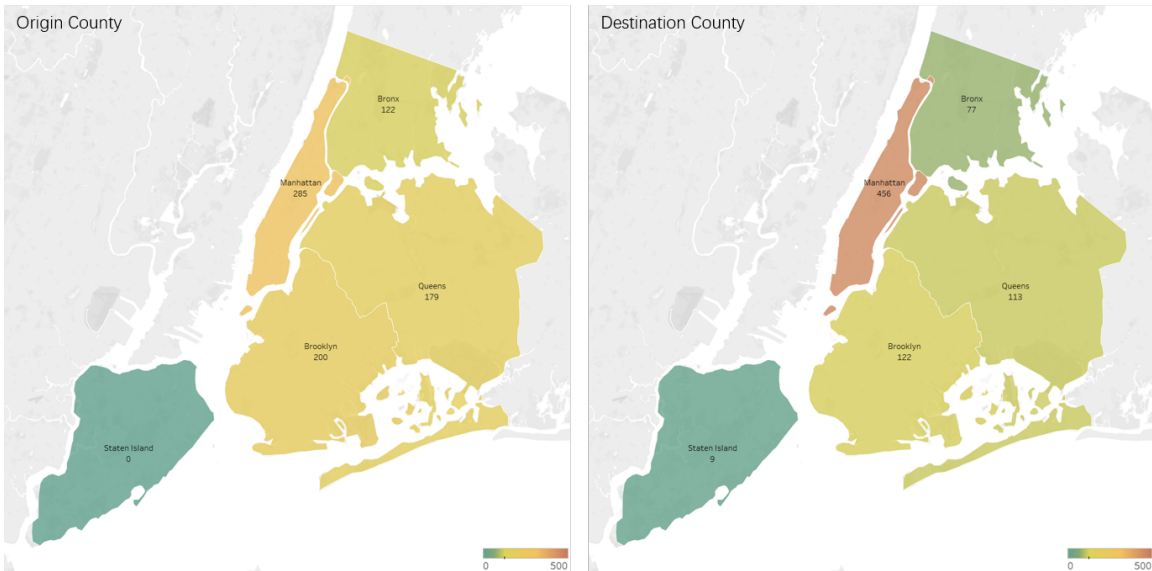 Origin County
Bronx
122
Manhattan
285
Queens
179
Brooklyn
200
Staten Island
0
0 500
Destination County
Bronx
77
Manhattan
456
Queens
113
Brooklyn
122
Staten Island
9
0 500